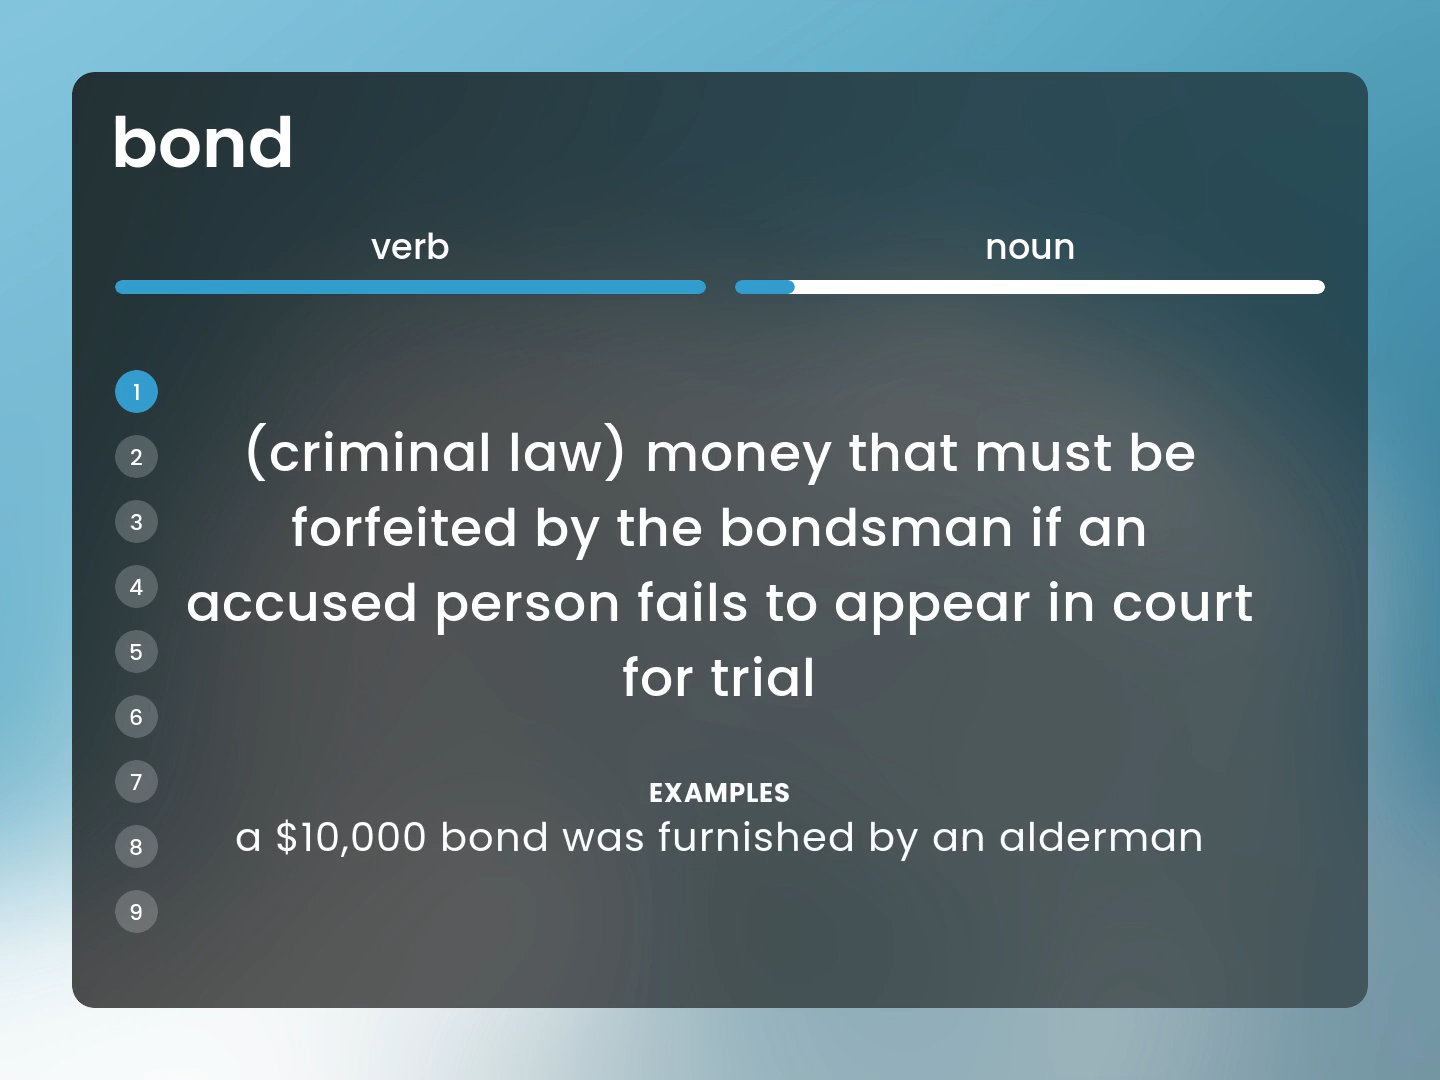 bond
verb
noun
1
2
3
4
5
6
7
8
9
(criminal law) money that must be
forfeited by the bondsman if an
accused person fails to appear in court
for trial
EXAMPLES
a $10,000 bond was furnished by an alderman